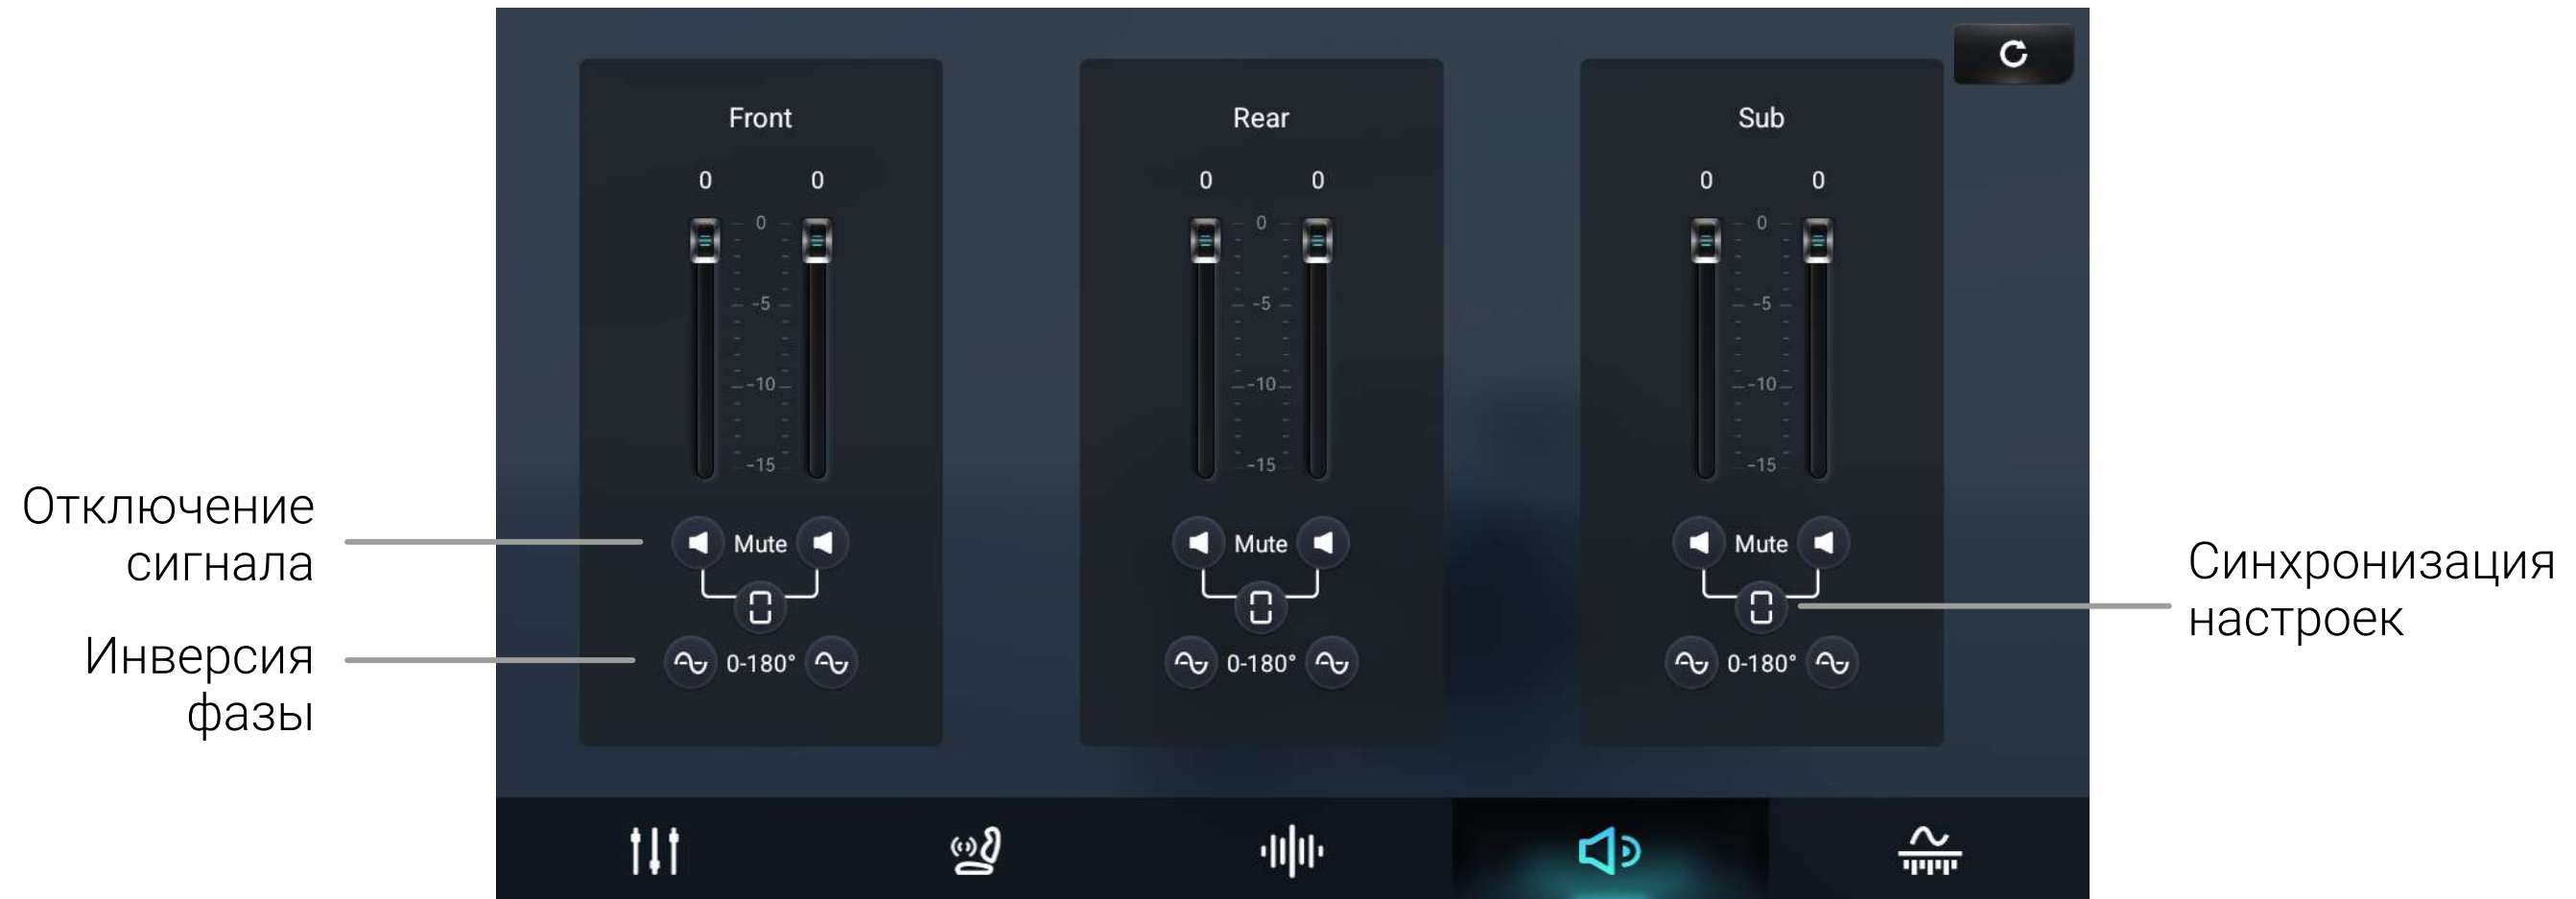 Front
Rear
Sub
0 0
0 0
0 0
0
0
0
-5
-5
-5
-10
-10
-10
-15
-15
-15
Отключение
сигнала
Mute
Mute
Mute
Синхронизация
настроек
Инверсия
фазы
0-180°
0-180°
0-180°